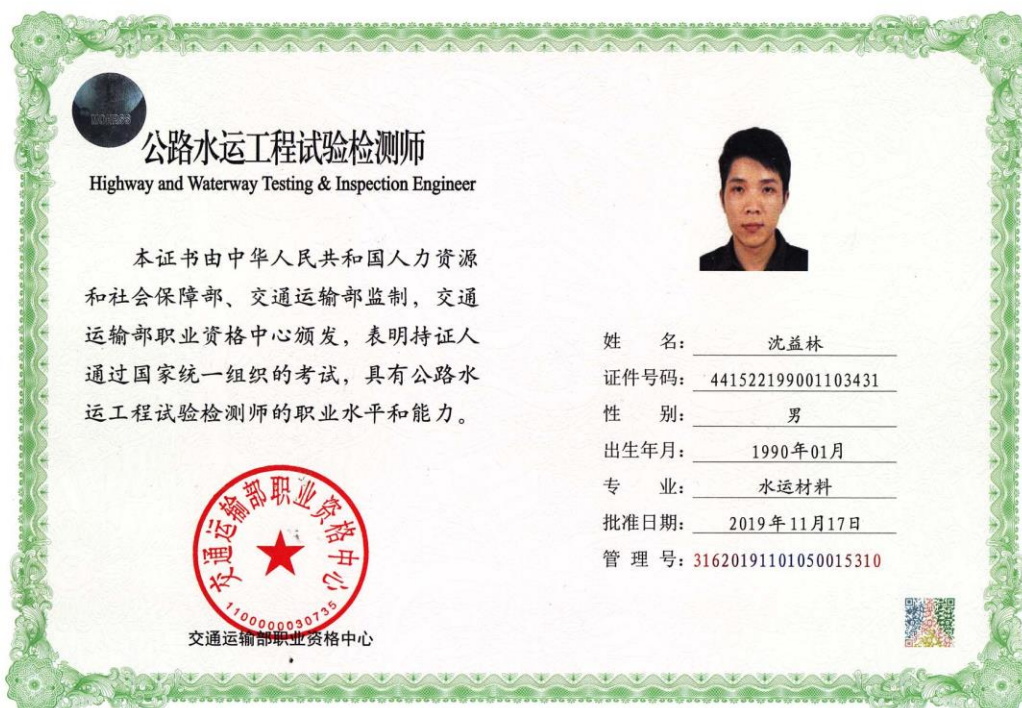 公路水运工程试验检测师
Highway and Waterway Testing & Inspection Engineer
本证书由中华人民共和国人力资源
和社会保障部、交通运输部监制，交通
运输部职业资格中心颁发，表明持证人
通过国家统一组织的考试，具有公路水
运工程试验检测师的职业水平和能力。
交通运输部职业资格中心
1100000030735
交通运输部职业资格中心
姓 名：沈益林
证件号码：441522199001103431
性 别：男
出生年月：1990年01月
专 业：水运材料
批准日期：2019年11月17日
管 理 号：31620191101050015310